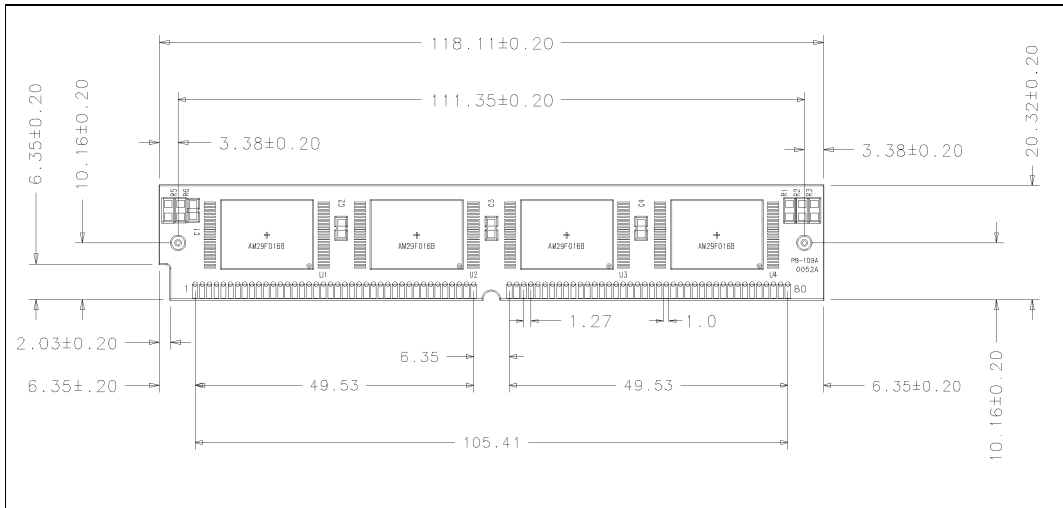 118.11±0.20
111.35±0.20
6.35±0.20
10.16±0.20
3.38±0.20
3.38±0.20
20.32±0.20
R5
R6
C1
C2
C3
C4
R1
R2
R3
AM29F016B
AM29F016B
AM29F016B
AM29F016B
PB-109A
0052A
U1
U2
U3
U4
1
80
1.27
1.0
2.03±0.20
6.35
6.35±.20
49.53
49.53
6.35±0.20
10.16±0.20
105.41